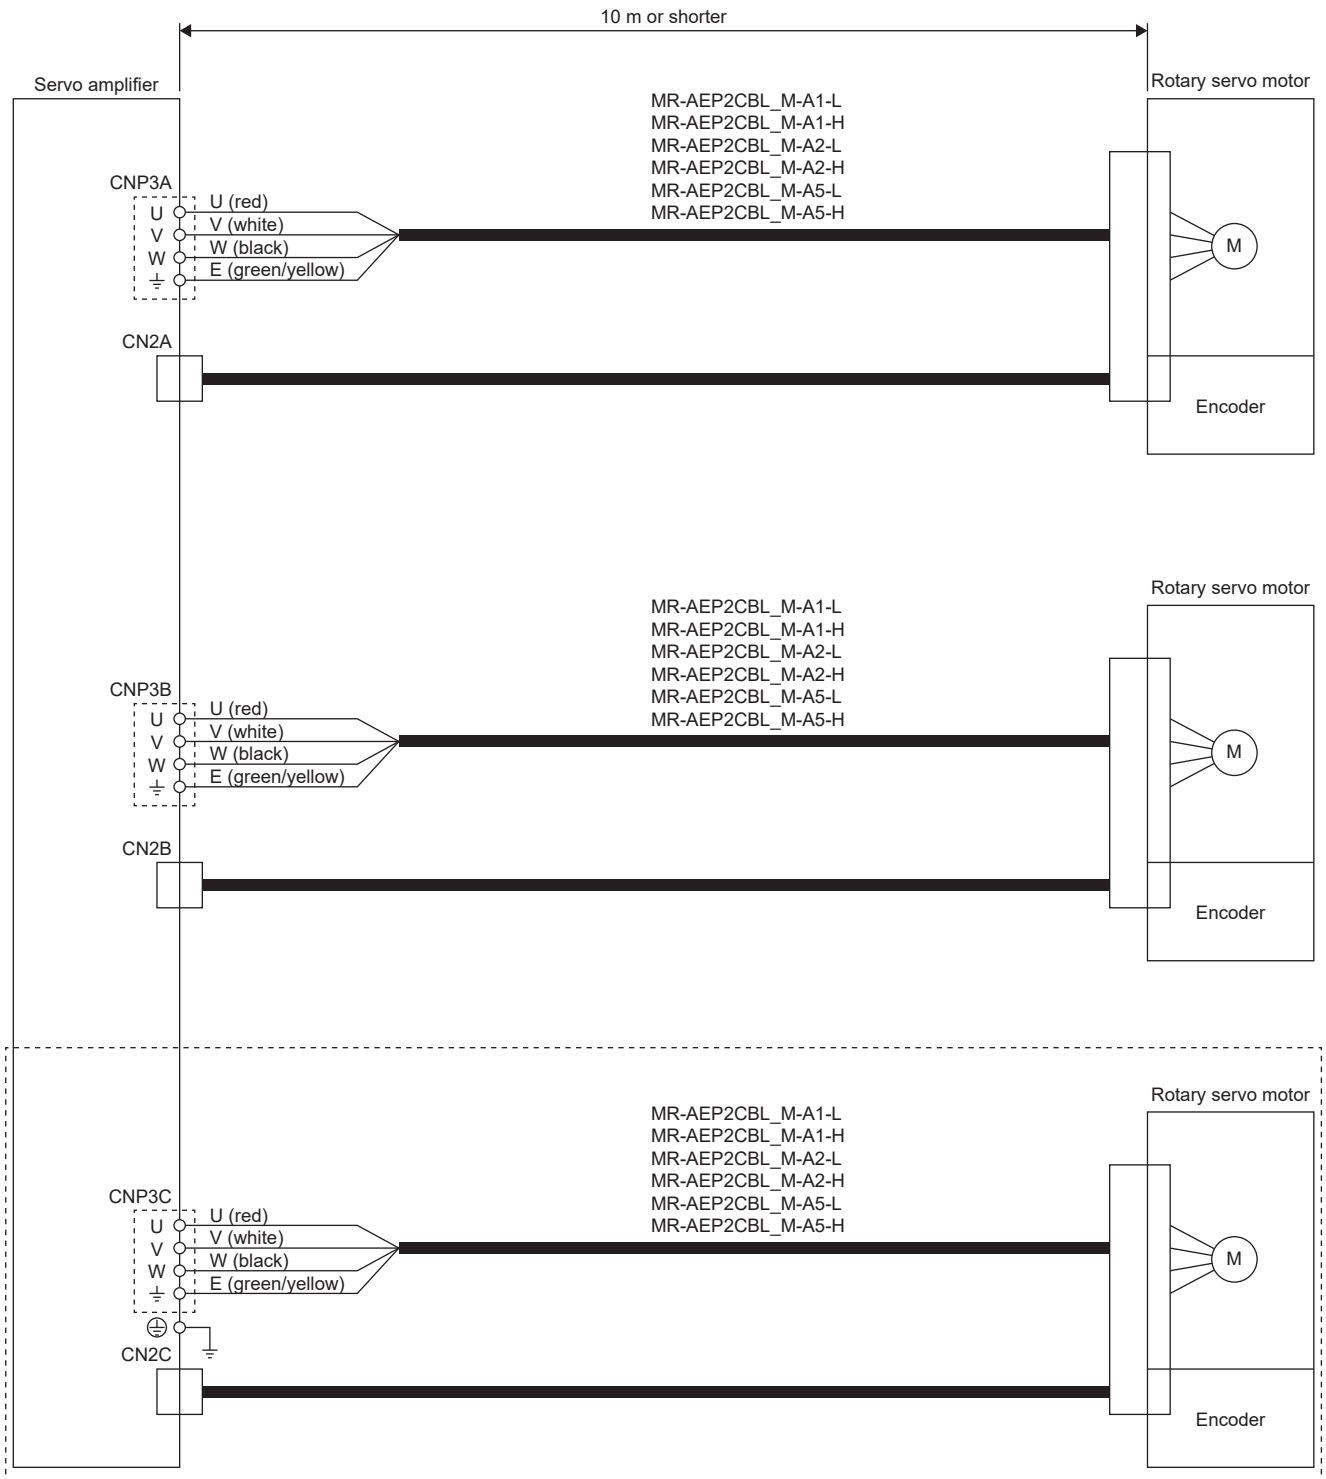 10 m or shorter
Servo amplifier
Rotary servo motor
MR-AEP2CBL_M-A1-L
MR-AEP2CBL_M-A1-H
MR-AEP2CBL_M-A2-L
MR-AEP2CBL_M-A2-H
MR-AEP2CBL_M-A5-L
MR-AEP2CBL_M-A5-H
CNP3A
U U (red)
V V (white)
W W (black)
E (green/yellow)
M
CN2A
Encoder
Rotary servo motor
MR-AEP2CBL_M-A1-L
MR-AEP2CBL_M-A1-H
MR-AEP2CBL_M-A2-L
MR-AEP2CBL_M-A2-H
MR-AEP2CBL_M-A5-L
MR-AEP2CBL_M-A5-H
CNP3B
U U (red)
V V (white)
W W (black)
E (green/yellow)
M
CN2B
Encoder
Rotary servo motor
MR-AEP2CBL_M-A1-L
MR-AEP2CBL_M-A1-H
MR-AEP2CBL_M-A2-L
MR-AEP2CBL_M-A2-H
MR-AEP2CBL_M-A5-L
MR-AEP2CBL_M-A5-H
CNP3C
U U (red)
V V (white)
W W (black)
E (green/yellow)
M
CN2C
Encoder